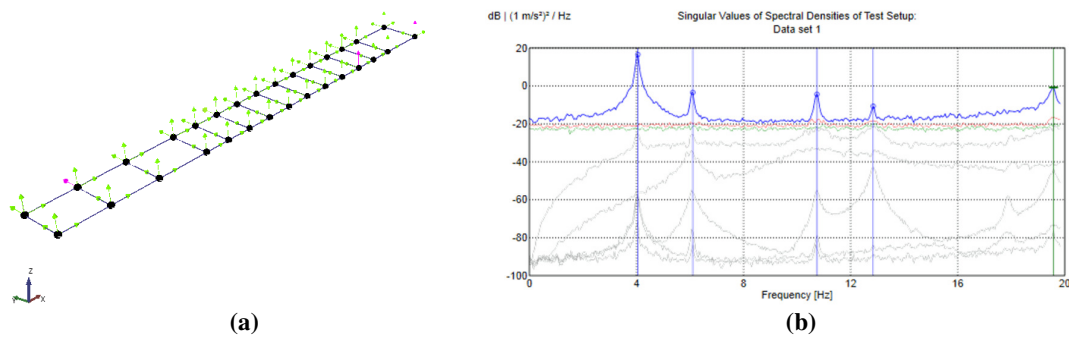 dB | (1 m/s²)² / Hz
Singular Values of Spectral Densities of Test Setup:
Data set 1
20
0
-20
-40
-60
-80
-100
0
4
8
12
16
20
Frequency [Hz]
Z
Y
X
(a)
(b)